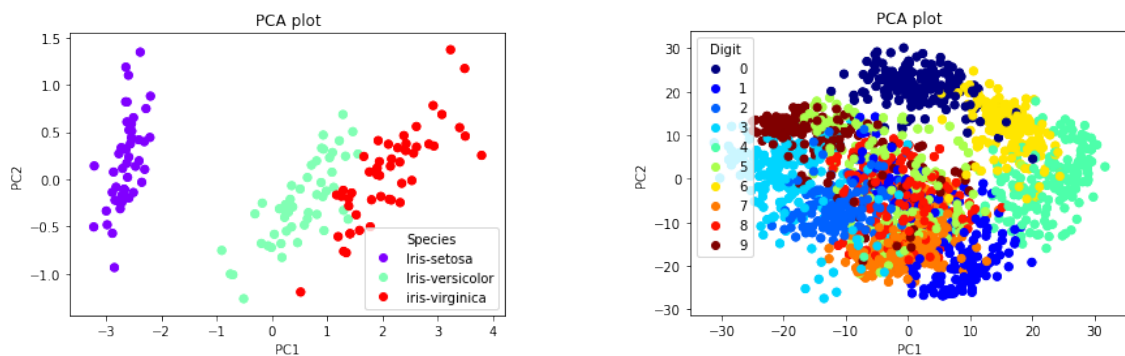 PCA plot
1.5
1.0
0.5
0.0
−0.5
−1.0
PC2
Species
Iris-setosa
Iris-versicolor
iris-virginica
−3 −2 −1 0 1 2 3 4
PC1
PCA plot
30
20
10
0
−10
−20
−30
PC2
Digit
0
1
2
3
4
5
6
7
8
9
−30 −20 −10 0 10 20 30
PC1